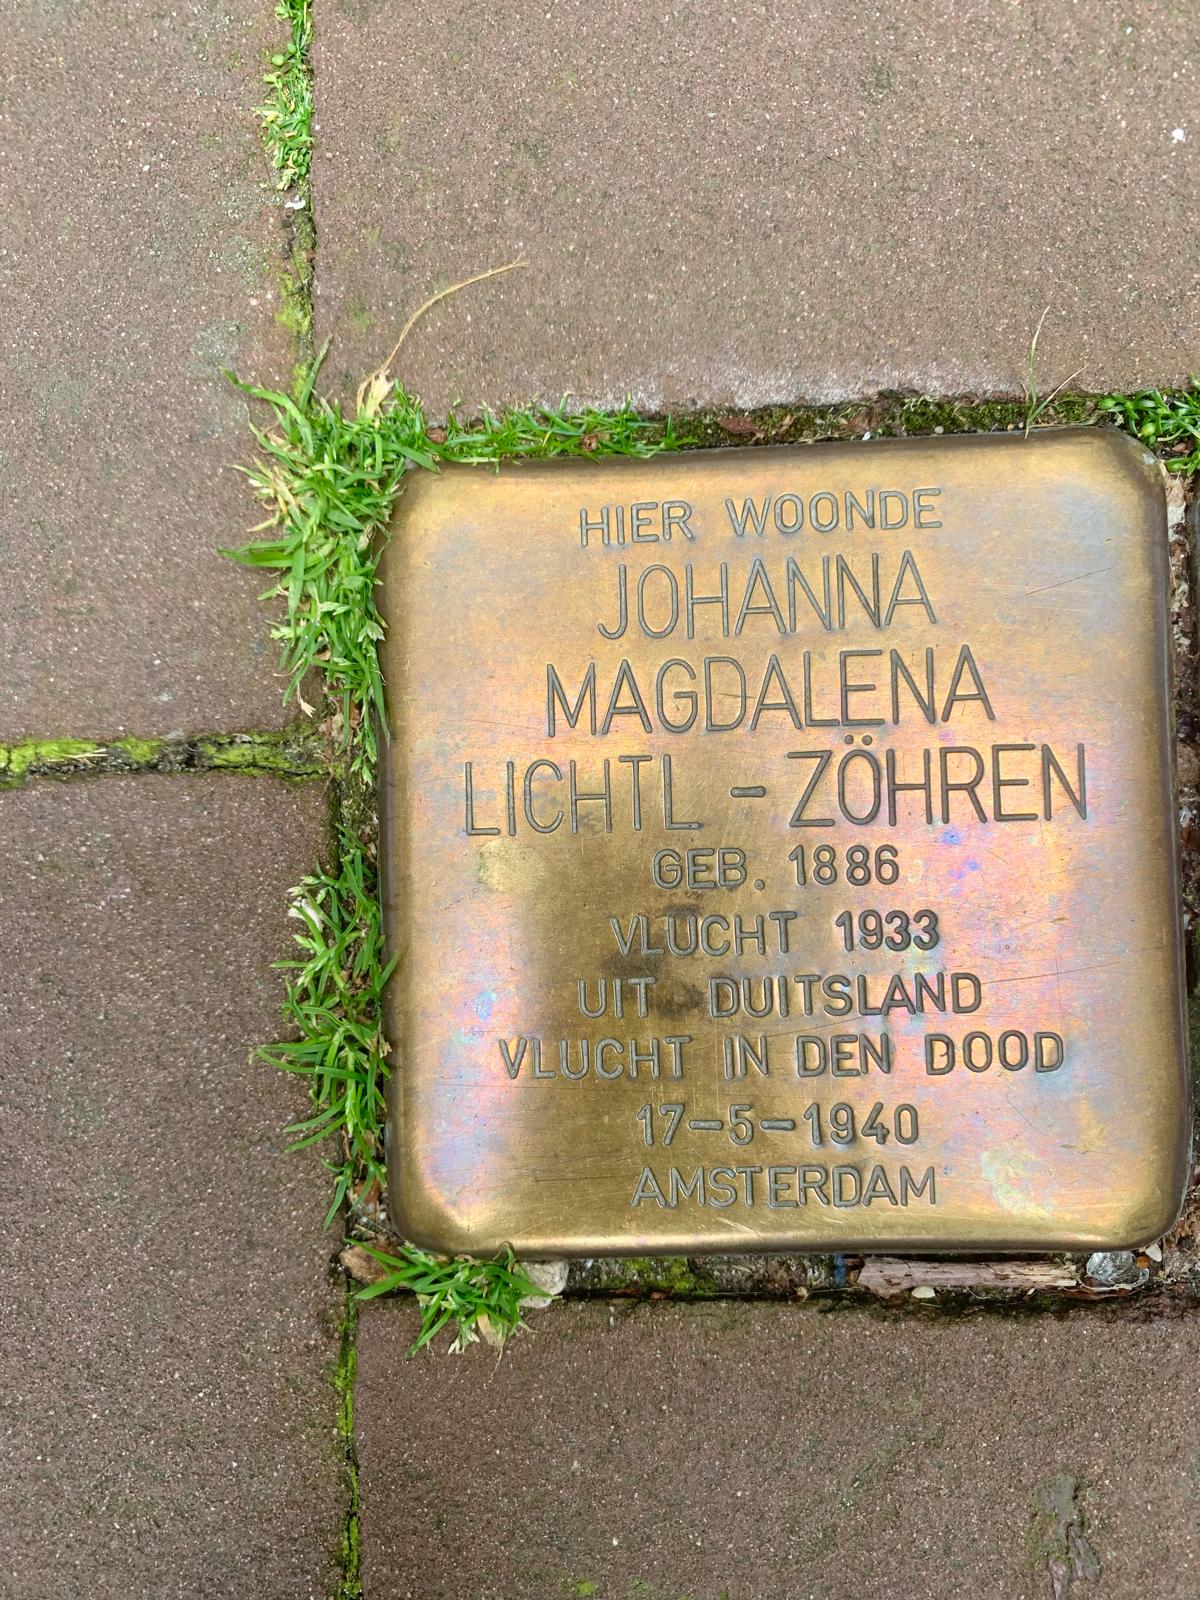 HIER WOONDE
JOHANNA
MAGDALENA
LICHTL - ZÖHREN
GEB. 1886
VLUCHT 1933
UIT DUITSLAND
VLUCHT IN DEN DOOD
17-5-1940
AMSTERDAM